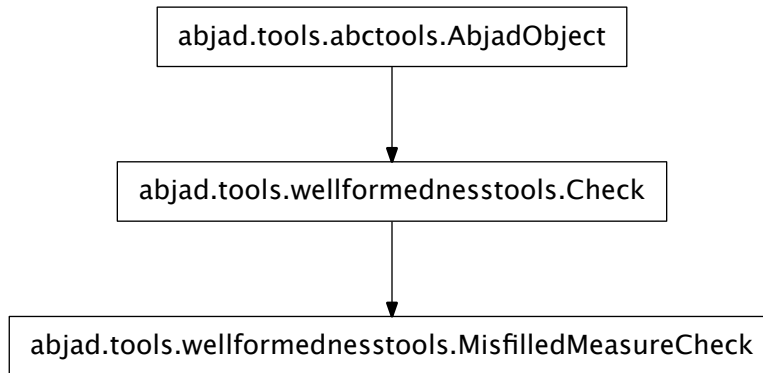 abjad.tools.abctools.AbjadObject
abjad.tools.wellformednesstools.Check
abjad.tools.wellformednesstools.MisfilledMeasureCheck